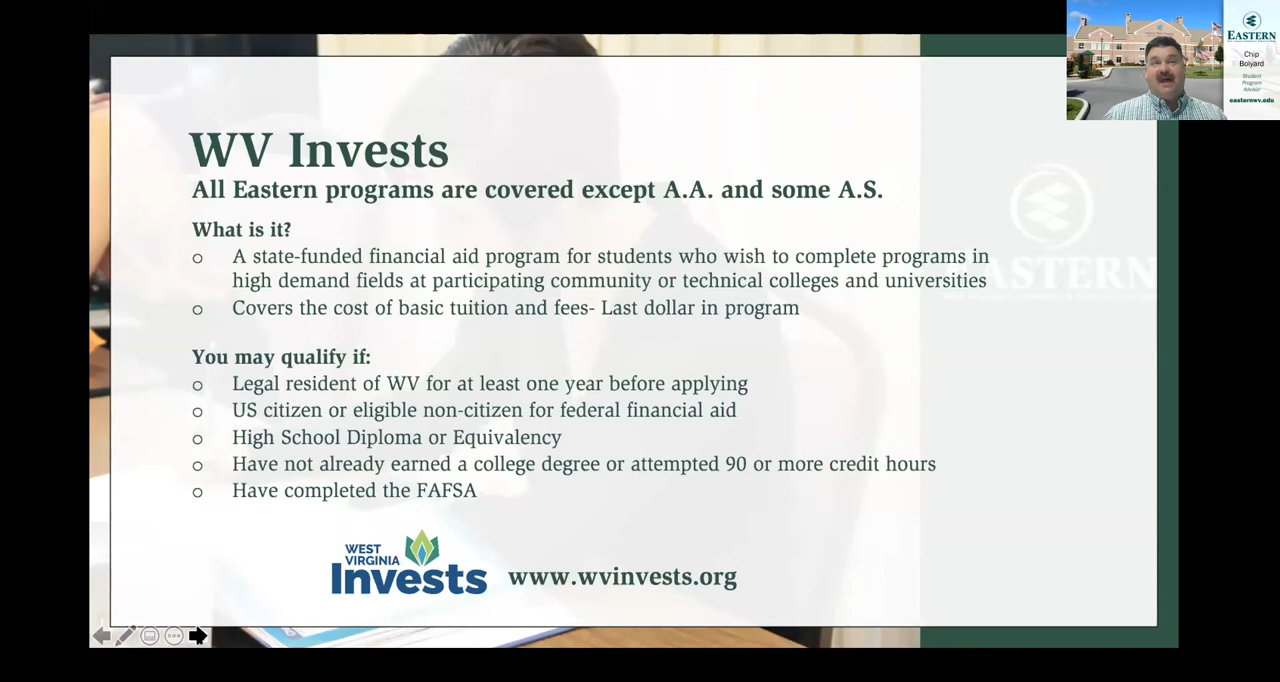 WV Invests
All Eastern programs are covered except A.A. and some A.S.
What is it?
o A state-funded financial aid program for students who wish to complete programs in
high demand fields at participating community or technical colleges and universities
o Covers the cost of basic tuition and fees- Last dollar in program
You may qualify if:
o Legal resident of WV for at least one year before applying
o US citizen or eligible non-citizen for federal financial aid
o High School Diploma or Equivalency
o Have not already earned a college degree or attempted 90 or more credit hours
o Have completed the FAFSA
WEST
VIRGINIA
Invests
www.wvinvests.org
EASTERN
EASTERN
Chip
Bolyard
Student
Program
Advisor
easternwv.edu